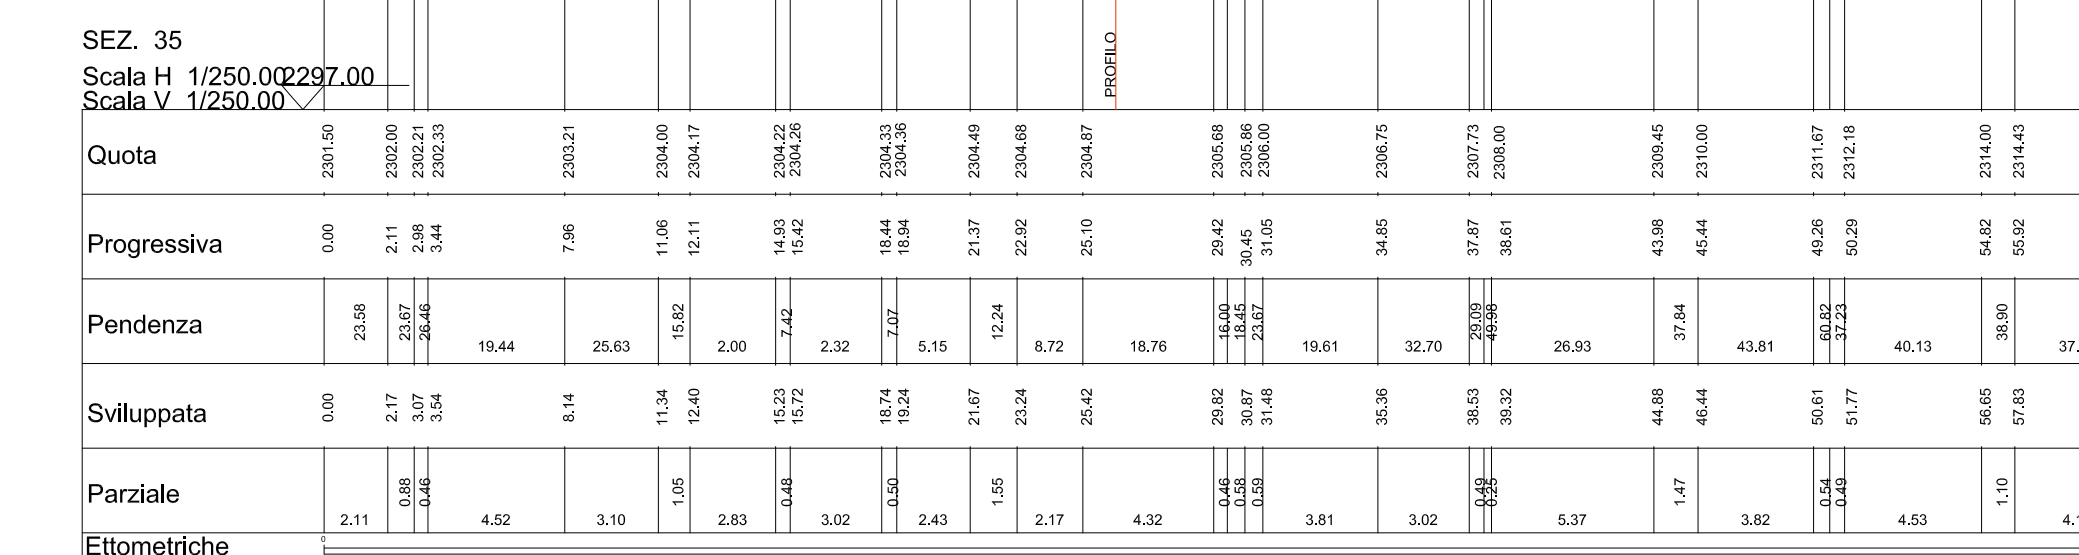 PROFILO
SEZ. 35
Scala H 1/250.00 2297.00
Scala V 1/250.00
Quota 2301.50 2302.00 2302.21 2302.33 2303.21 2304.00 2304.17 2304.22 2304.26 2304.33 2304.36 2304.49 2304.68 2304.87 2305.68 2305.86 2306.00 2306.75 2307.73 2308.00 2309.45 2310.00 2311.67 2312.18 2314.00 2314.43
Progressiva 0.00 2.11 2.98 3.44 7.96 11.06 12.11 14.93 15.42 18.44 18.94 21.37 22.92 25.10 29.42 30.45 31.05 34.85 37.87 38.61 43.98 45.44 49.26 50.29 54.82 55.92
Pendenza 23.58 23.67 26.46 19.44 25.63 15.82 2.00 7.42 2.32 7.07 5.15 12.24 8.72 18.76 16.00 18.45 23.67 19.61 32.70 29.09 49.98 26.93 37.84 43.81 60.82 37.23 40.13 38.90 37.
Sviluppata 0.00 2.17 3.07 3.54 8.14 11.34 12.40 15.23 15.72 18.74 19.24 21.67 23.24 25.42 29.82 30.87 31.48 35.36 38.53 39.32 44.88 46.44 50.61 51.77 56.65 57.83
Parziale 2.11 0.88 0.46 4.52 3.10 1.05 2.83 0.48 3.02 0.50 2.43 1.55 2.17 4.32 0.46 0.58 0.59 3.81 3.02 0.49 0.25 5.37 1.47 3.82 0.54 0.49 4.53 1.10 4.1
Ettometriche 0